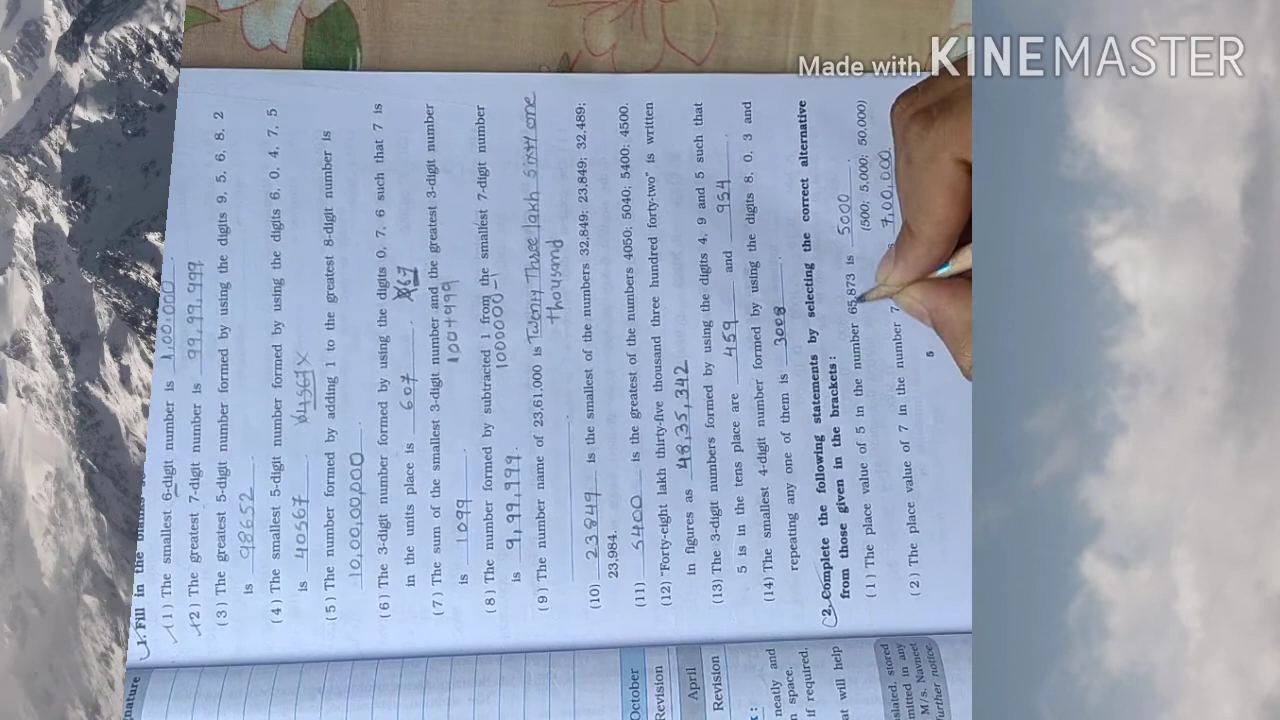 Made with KINEMASTER
1. Fill in the
(1) The smallest 6-digit number is 1,00,000.
(2) The greatest 7-digit number is 99,99,999
(3) The greatest 5-digit number formed by using the digits 9, 5, 6, 8, 2
is 98652.
(4) The smallest 5-digit number formed by using the digits 6, 0, 4, 7, 5
is 40567.
(5) The number formed by adding 1 to the greatest 8-digit number is
10,00,00,000.
(6) The 3-digit number formed by using the digits 0, 7, 6 such that 7 is
in the units place is 607.
(7) The sum of the smallest 3-digit number and the greatest 3-digit number
100+999
is 1099.
(8) The number formed by subtracted 1 from the smallest 7-digit number
1000000-1
is 9,99,999.
(9) The number name of 23,61,000 is Twenty Three lakh sixty one
thousand.
(10) 23849 is the smallest of the numbers 32,849; 23,849; 32,489;
23,984.
(11) 5400 is the greatest of the numbers 4050; 5040; 5400; 4500.
(12) "Forty-eight lakh thirty-five thousand three hundred forty-two" is written
in figures as 48,35,342
(13) The 3-digit numbers formed by using the digits 4, 9 and 5 such that
5 is in the tens place are 459 and 954.
(14) The smallest 4-digit number formed by using the digits 8, 0, 3 and
repeating any one of them is 3008.
2. Complete the following statements by selecting the correct alternative
from those given in the brackets :
(1) The place value of 5 in the number 65,873 is 5000.
(500; 5,000; 50,000)
(2) The place value of 7 in the number 7 7,00,000
5
nature
October
Revision
April
Revision
neatly and
space.
if required.
at will help
slated, stored
mitted in any
M/s. Navneet
further notice.